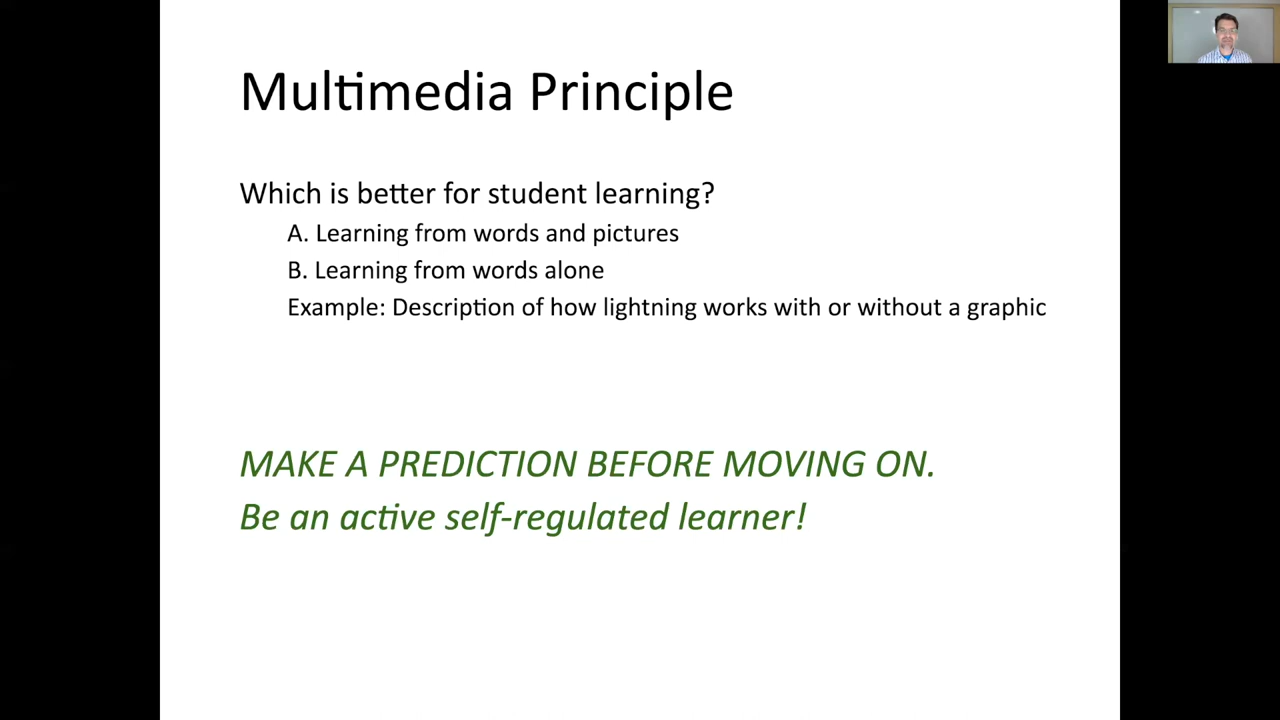 Multimedia Principle
Which is better for student learning?
A. Learning from words and pictures
B. Learning from words alone
Example: Description of how lightning works with or without a graphic
MAKE A PREDICTION BEFORE MOVING ON.
Be an active self-regulated learner!